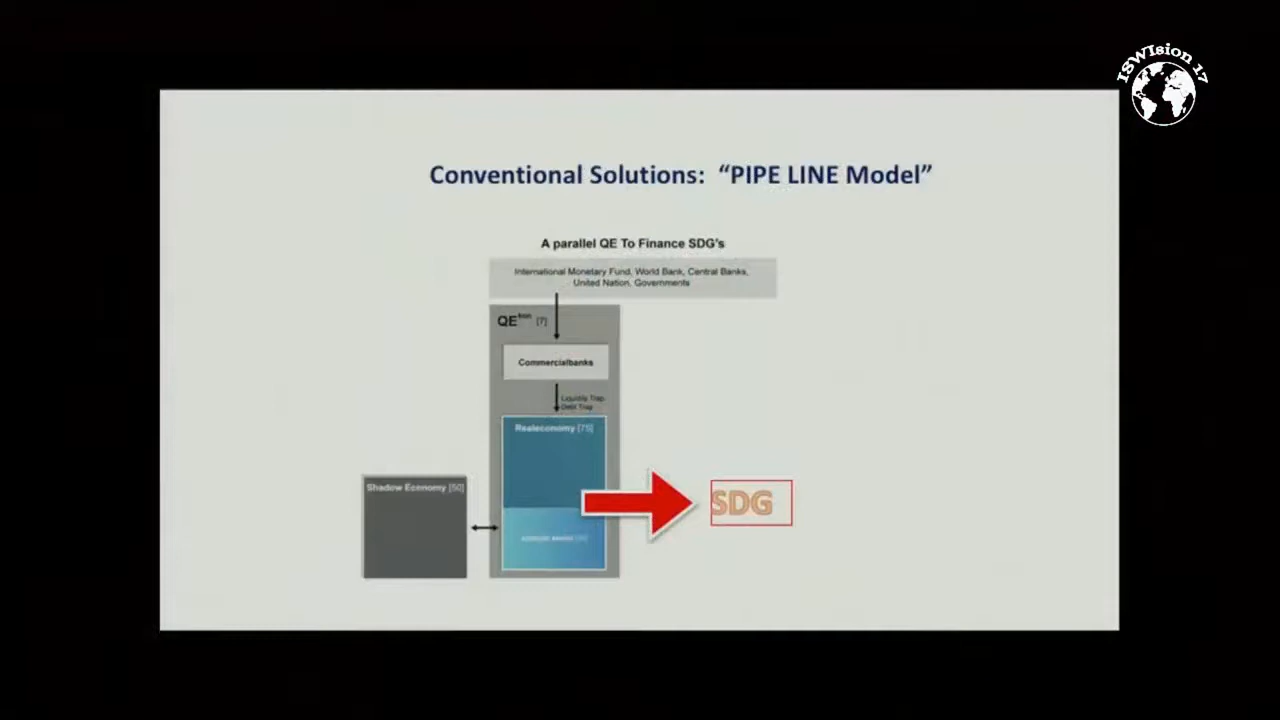 ISWIsion 17
Conventional Solutions: “PIPE LINE Model”
A parallel QE To Finance SDG's
International Monetary Fund, World Bank, Central Banks,
United Nation, Governments
QE [7]
Commercialbanks
Liquidity Trap
Debt Trap
Realeconomy [75]
Shadow Economy [50]
SDG